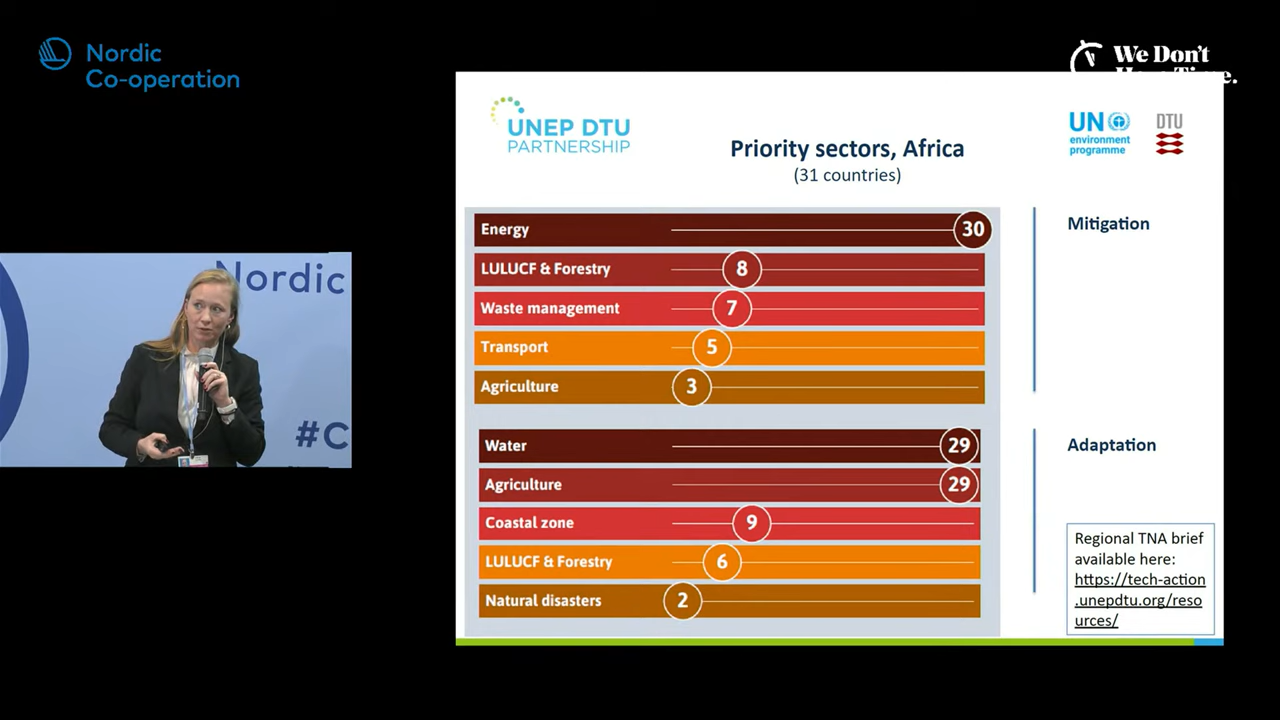 Nordic
Co-operation
We Don't
Have Time.
UNEP DTU
PARTNERSHIP
Priority sectors, Africa
(31 countries)
UN
environment
programme
DTU
Energy 30
LULUCF & Forestry 8
Waste management 7
Transport 5
Agriculture 3
Mitigation
Water 29
Agriculture 29
Coastal zone 9
LULUCF & Forestry 6
Natural disasters 2
Adaptation
Regional TNA brief
available here:
https://tech-action
.unepdtu.org/reso
urces/
Nordic
#C